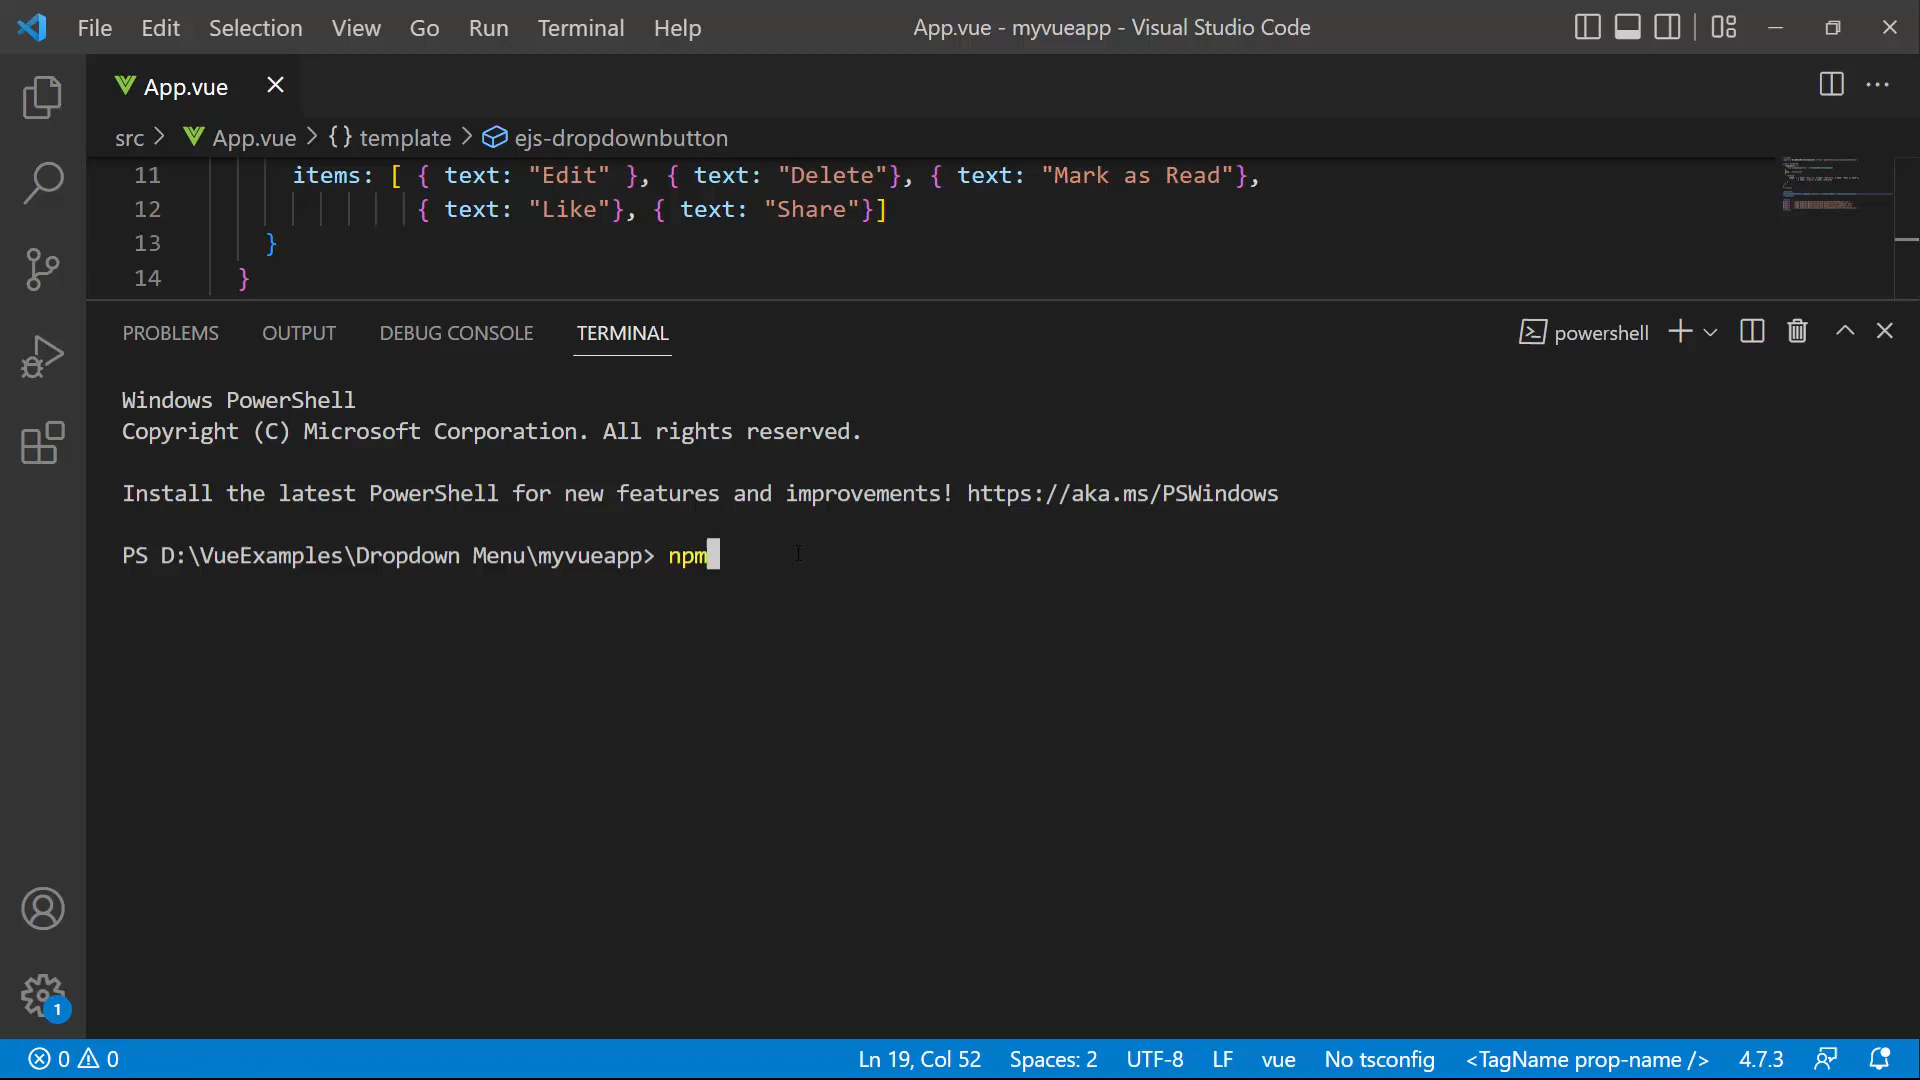 File Edit Selection View Go Run Terminal Help App.vue - myvueapp - Visual Studio Code
App.vue
src > App.vue > {} template > ejs-dropdownbutton
11 items: [ { text: "Edit" }, { text: "Delete"}, { text: "Mark as Read"},
12 { text: "Like"}, { text: "Share"}]
13 }
14 }
PROBLEMS OUTPUT DEBUG CONSOLE TERMINAL powershell
Windows PowerShell
Copyright (C) Microsoft Corporation. All rights reserved.
Install the latest PowerShell for new features and improvements! https://aka.ms/PSWindows
PS D:\VueExamples\Dropdown Menu\myvueapp> npm
1
0 0 Ln 19, Col 52 Spaces: 2 UTF-8 LF vue No tsconfig <TagName prop-name /> 4.7.3